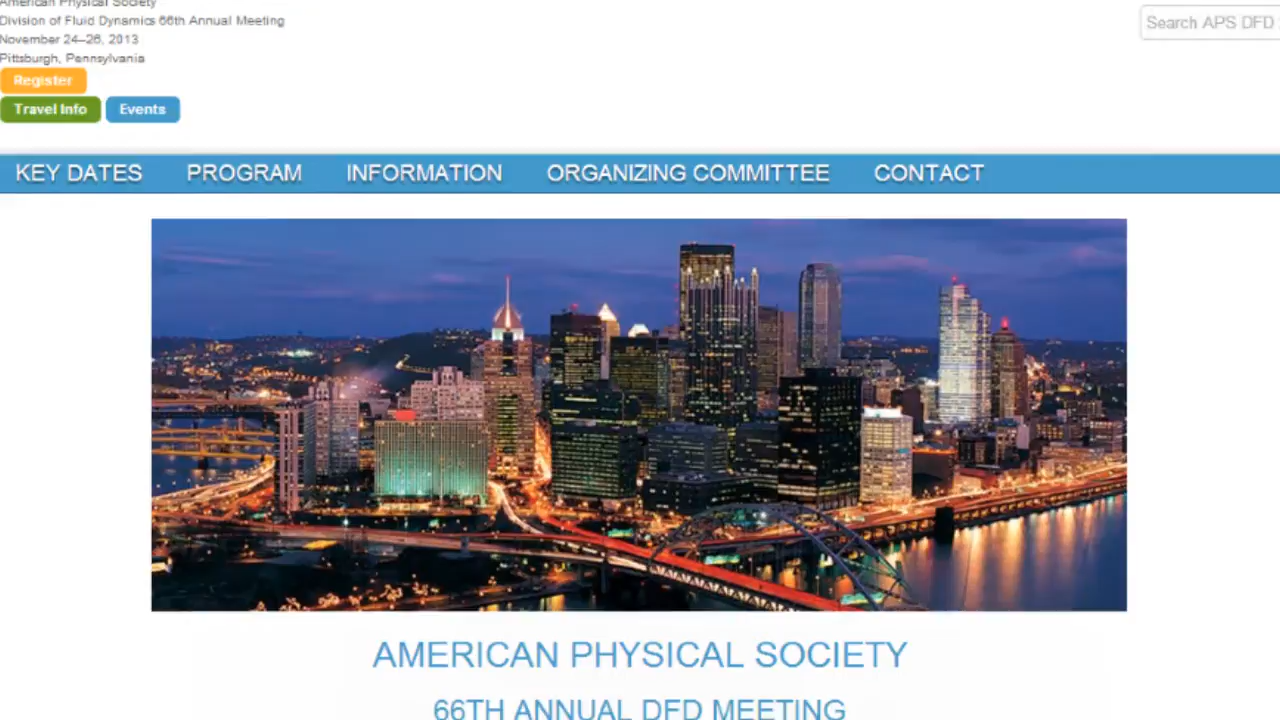 American Physical Society
Division of Fluid Dynamics 66th Annual Meeting
November 24–26, 2013
Pittsburgh, Pennsylvania
Search APS DFD
Register
Travel Info Events
KEY DATES PROGRAM INFORMATION ORGANIZING COMMITTEE CONTACT
AMERICAN PHYSICAL SOCIETY
66TH ANNUAL DFD MEETING